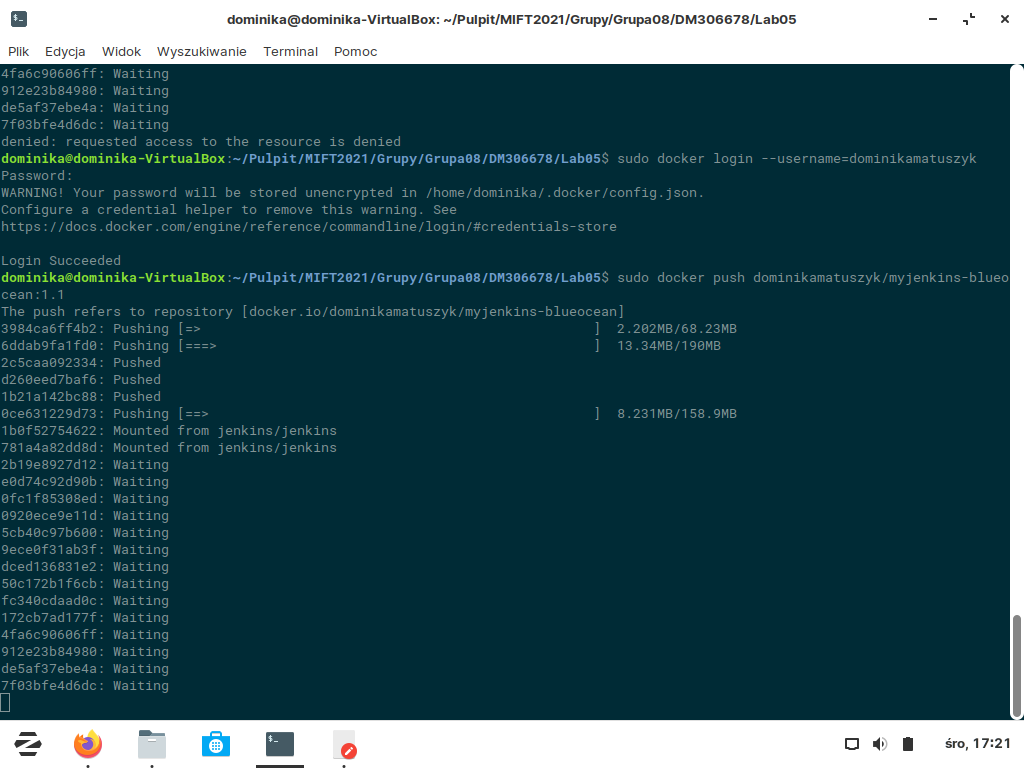 dominika@dominika-VirtualBox: ~/Pulpit/MIFT2021/Grupy/Grupa08/DM306678/Lab05
Plik Edycja Widok Wyszukiwanie Terminal Pomoc
4fa6c90606ff: Waiting
912e23b84980: Waiting
de5af37ebe4a: Waiting
7f03bfe4d6dc: Waiting
denied: requested access to the resource is denied
dominika@dominika-VirtualBox:~/Pulpit/MIFT2021/Grupy/Grupa08/DM306678/Lab05$ sudo docker login --username=dominikamatuszyk
Password:
WARNING! Your password will be stored unencrypted in /home/dominika/.docker/config.json.
Configure a credential helper to remove this warning. See
https://docs.docker.com/engine/reference/commandline/login/#credentials-store
Login Succeeded
dominika@dominika-VirtualBox:~/Pulpit/MIFT2021/Grupy/Grupa08/DM306678/Lab05$ sudo docker push dominikamatuszyk/myjenkins-blueo
cean:1.1
The push refers to repository [docker.io/dominikamatuszyk/myjenkins-blueocean]
3984ca6ff4b2: Pushing [=> ] 2.202MB/68.23MB
6ddab9fa1fd0: Pushing [===> ] 13.34MB/190MB
2c5caa092334: Pushed
d260eed7baf6: Pushed
1b21a142bc88: Pushed
0ce631229d73: Pushing [==> ] 8.231MB/158.9MB
1b0f52754622: Mounted from jenkins/jenkins
781a4a82dd8d: Mounted from jenkins/jenkins
2b19e8927d12: Waiting
e0d74c92d90b: Waiting
0fc1f85308ed: Waiting
0920ece9e11d: Waiting
5cb40c97b600: Waiting
9ece0f31ab3f: Waiting
dced136831e2: Waiting
50c172b1f6cb: Waiting
fc340cdaad0c: Waiting
172cb7ad177f: Waiting
4fa6c90606ff: Waiting
912e23b84980: Waiting
de5af37ebe4a: Waiting
7f03bfe4d6dc: Waiting
śro, 17:21